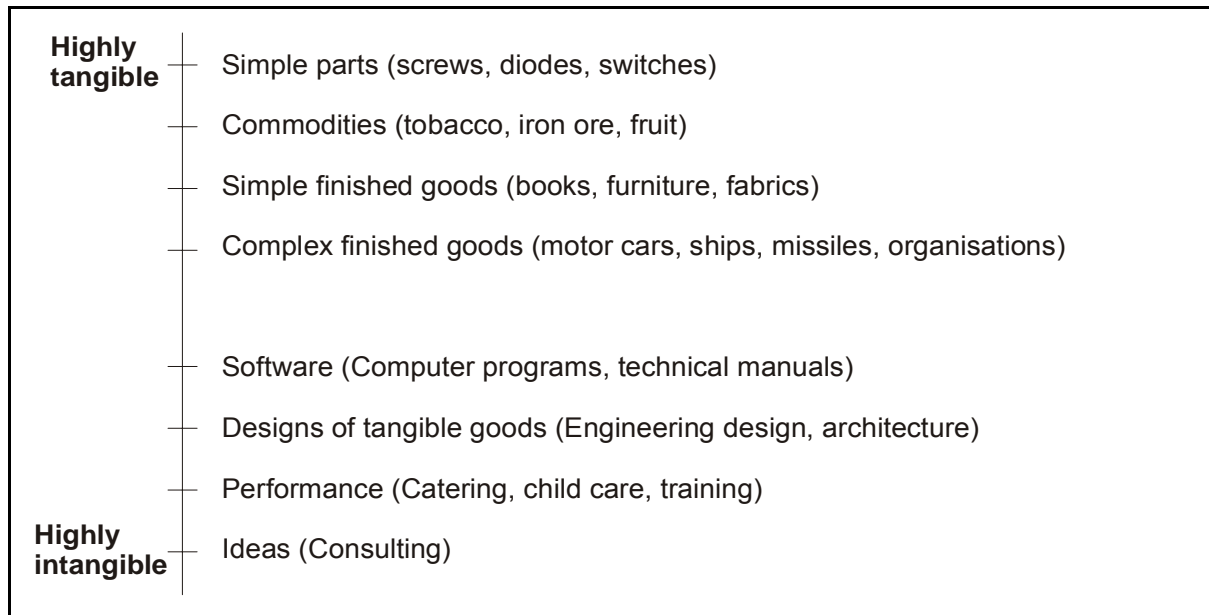 Highly
tangible
Simple parts (screws, diodes, switches)
Commodities (tobacco, iron ore, fruit)
Simple finished goods (books, furniture, fabrics)
Complex finished goods (motor cars, ships, missiles, organisations)
Software (Computer programs, technical manuals)
Designs of tangible goods (Engineering design, architecture)
Performance (Catering, child care, training)
Highly
intangible
Ideas (Consulting)